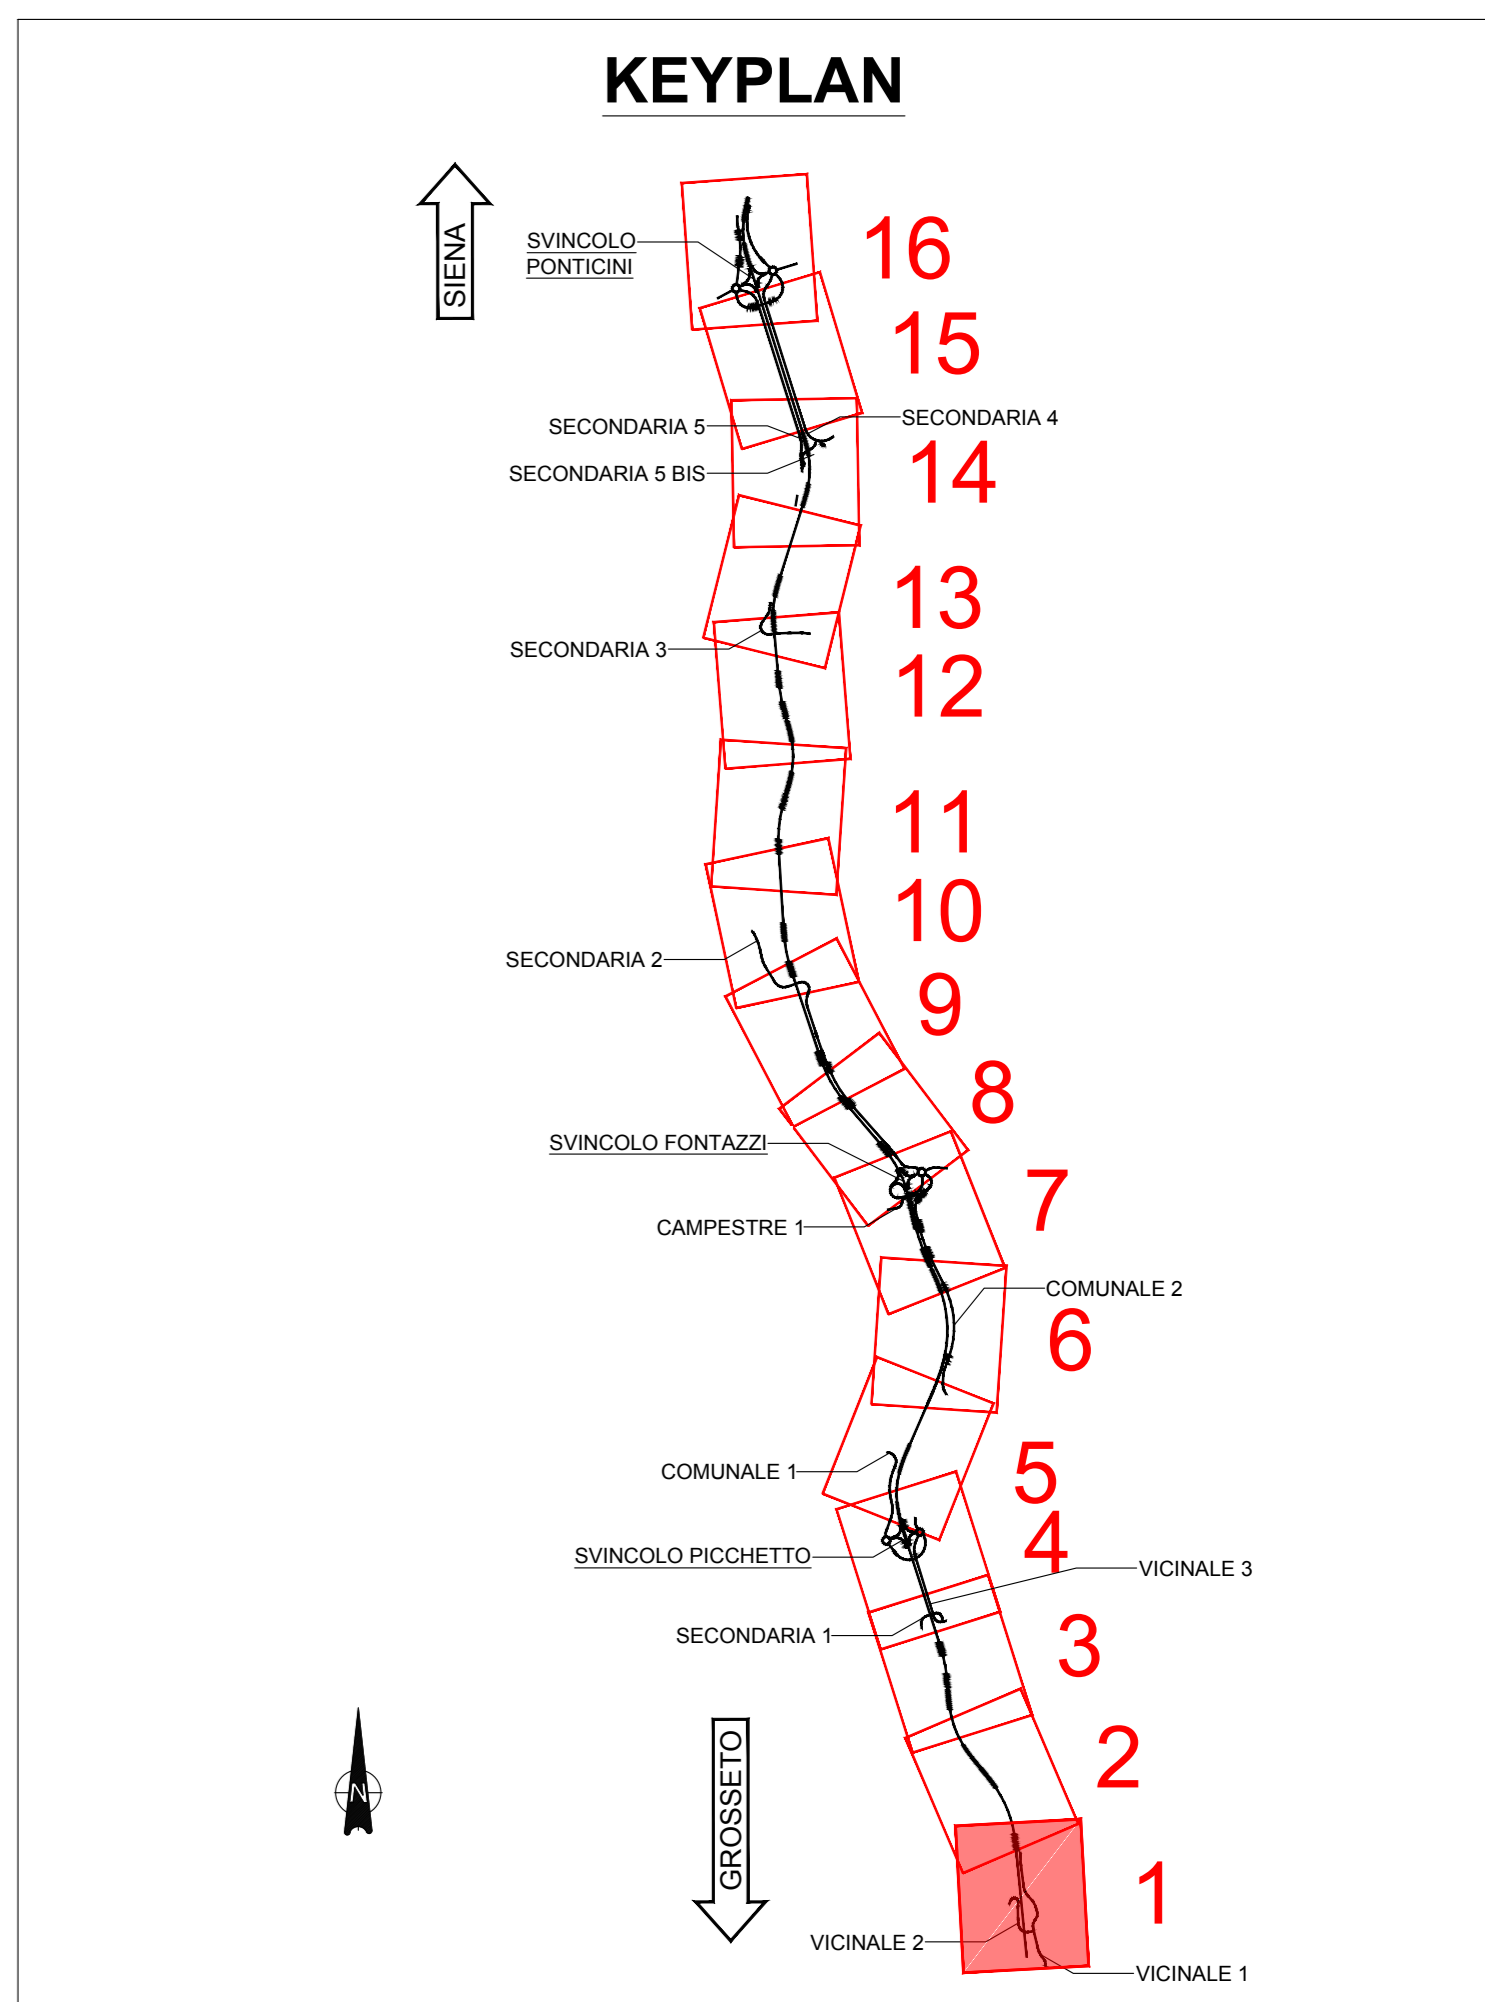 KEYPLAN
SIENA
SVINCOLO
PONTICINI
16
15
SECONDARIA 5
SECONDARIA 4
SECONDARIA 5 BIS
14
13
SECONDARIA 3
12
11
10
SECONDARIA 2
9
8
SVINCOLO FONTAZZI
7
CAMPESTRE 1
COMUNALE 2
6
COMUNALE 1
5
4
SVINCOLO PICCHETTO
VICINALE 3
SECONDARIA 1
3
2
N
GROSSETO
1
VICINALE 2
VICINALE 1